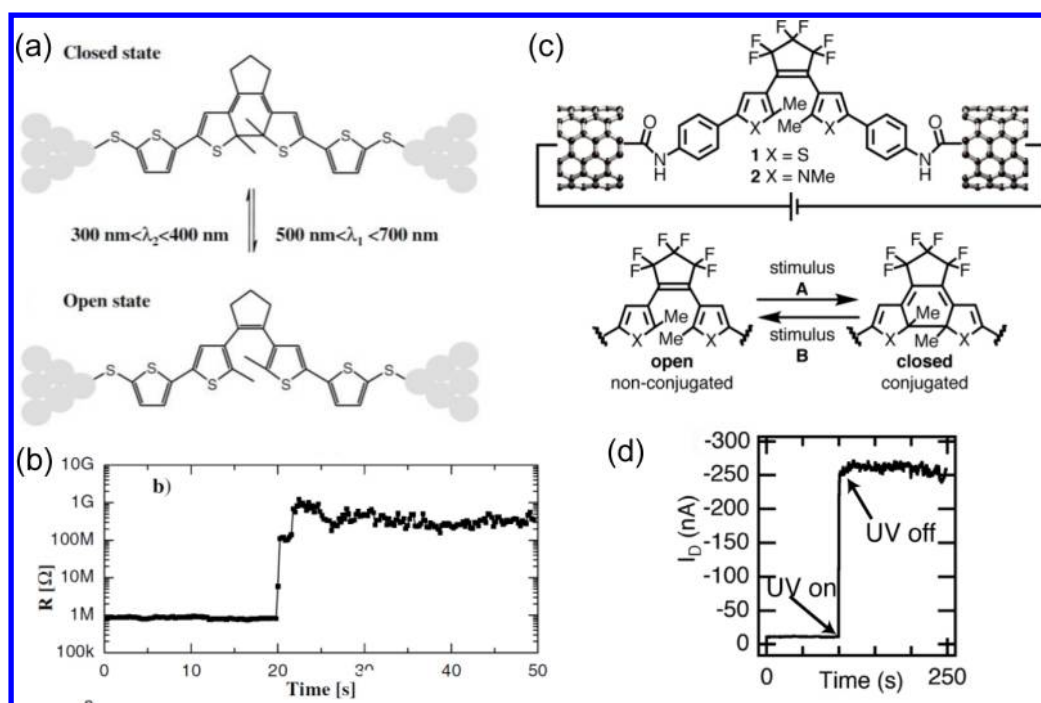 (a)
Closed state
S
S
S
S
S
S
300 nm<λ₂<400 nm
500 nm<λ₁ <700 nm
Open state
S
S
S
S
S
S
(b)
b)
10G
1G
100M
10M
1M
100k
R [Ω]
0
10
20
30
40
50
Time [s]
(c)
F F
F F
F F
Me
Me
X
X
O
N
H
O
N
H
1 X = S
2 X = NMe
F F
F F
F F
Me
Me
X
X
open
non-conjugated
stimulus
A
stimulus
B
F F
F F
F F
Me
Me
X
X
closed
conjugated
(d)
-300
-250
-200
-150
-100
-50
0
I_D (nA)
UV on
UV off
0
250
Time (s)